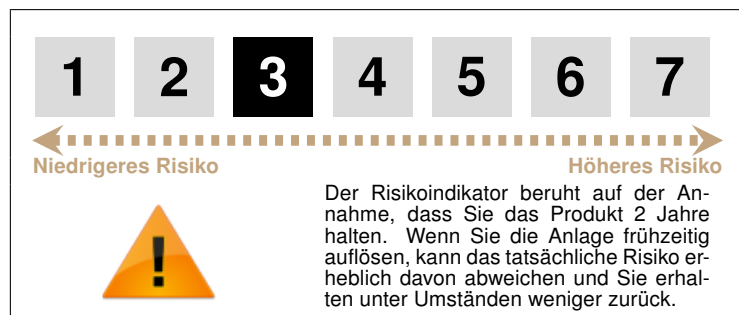 1 2 3 4 5 6 7
Niedrigeres Risiko Höheres Risiko
Der Risikoindikator beruht auf der An-
nahme, dass Sie das Produkt 2 Jahre
halten. Wenn Sie die Anlage frühzeitig
auflösen, kann das tatsächliche Risiko er-
heblich davon abweichen und Sie erhal-
ten unter Umständen weniger zurück.